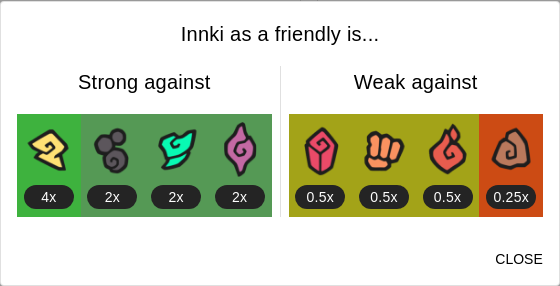 Innki as a friendly is...
Strong against
Weak against
4x 2x 2x 2x
0.5x 0.5x 0.5x 0.25x
CLOSE